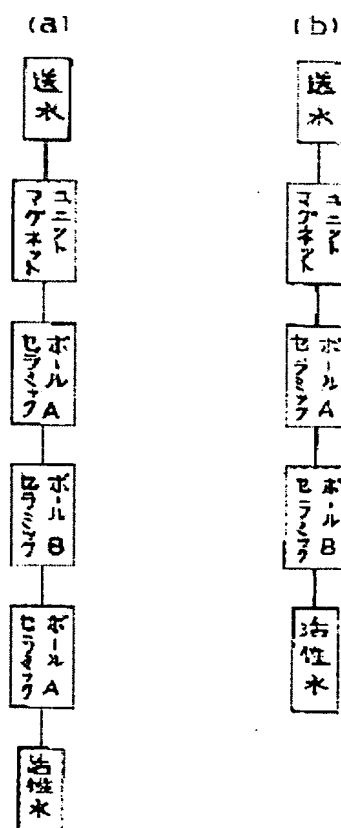 (a)
送水
マグネット
ユニット
セラミック
ボールA
セラミック
ボールB
セラミック
ボールA
活性水
(b)
送水
マグネット
ユニット
セラミック
ボールA
セラミック
ボールB
活性水